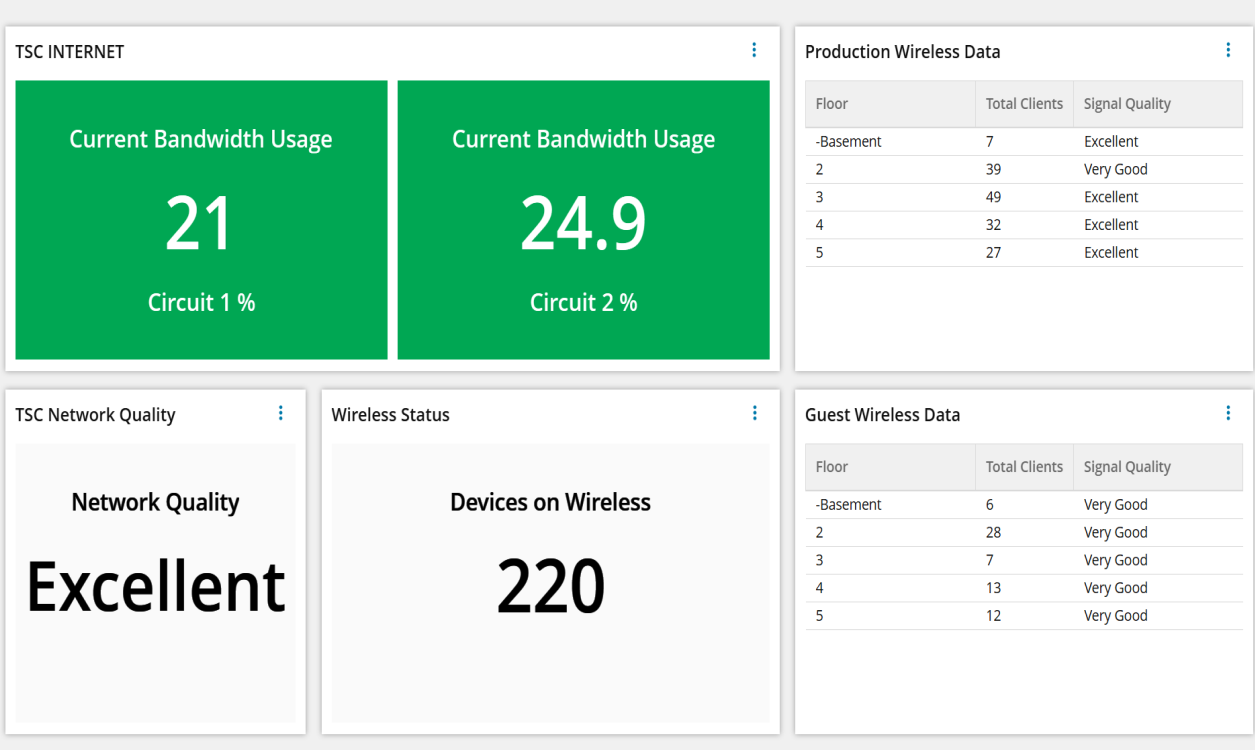 TSC INTERNET
Current Bandwidth Usage
21
Circuit 1 %
Current Bandwidth Usage
24.9
Circuit 2 %
Production Wireless Data
Floor Total Clients Signal Quality
-Basement 7 Excellent
2 39 Very Good
3 49 Excellent
4 32 Excellent
5 27 Excellent
TSC Network Quality
Network Quality
Excellent
Wireless Status
Devices on Wireless
220
Guest Wireless Data
Floor Total Clients Signal Quality
-Basement 6 Very Good
2 28 Very Good
3 7 Very Good
4 13 Very Good
5 12 Very Good